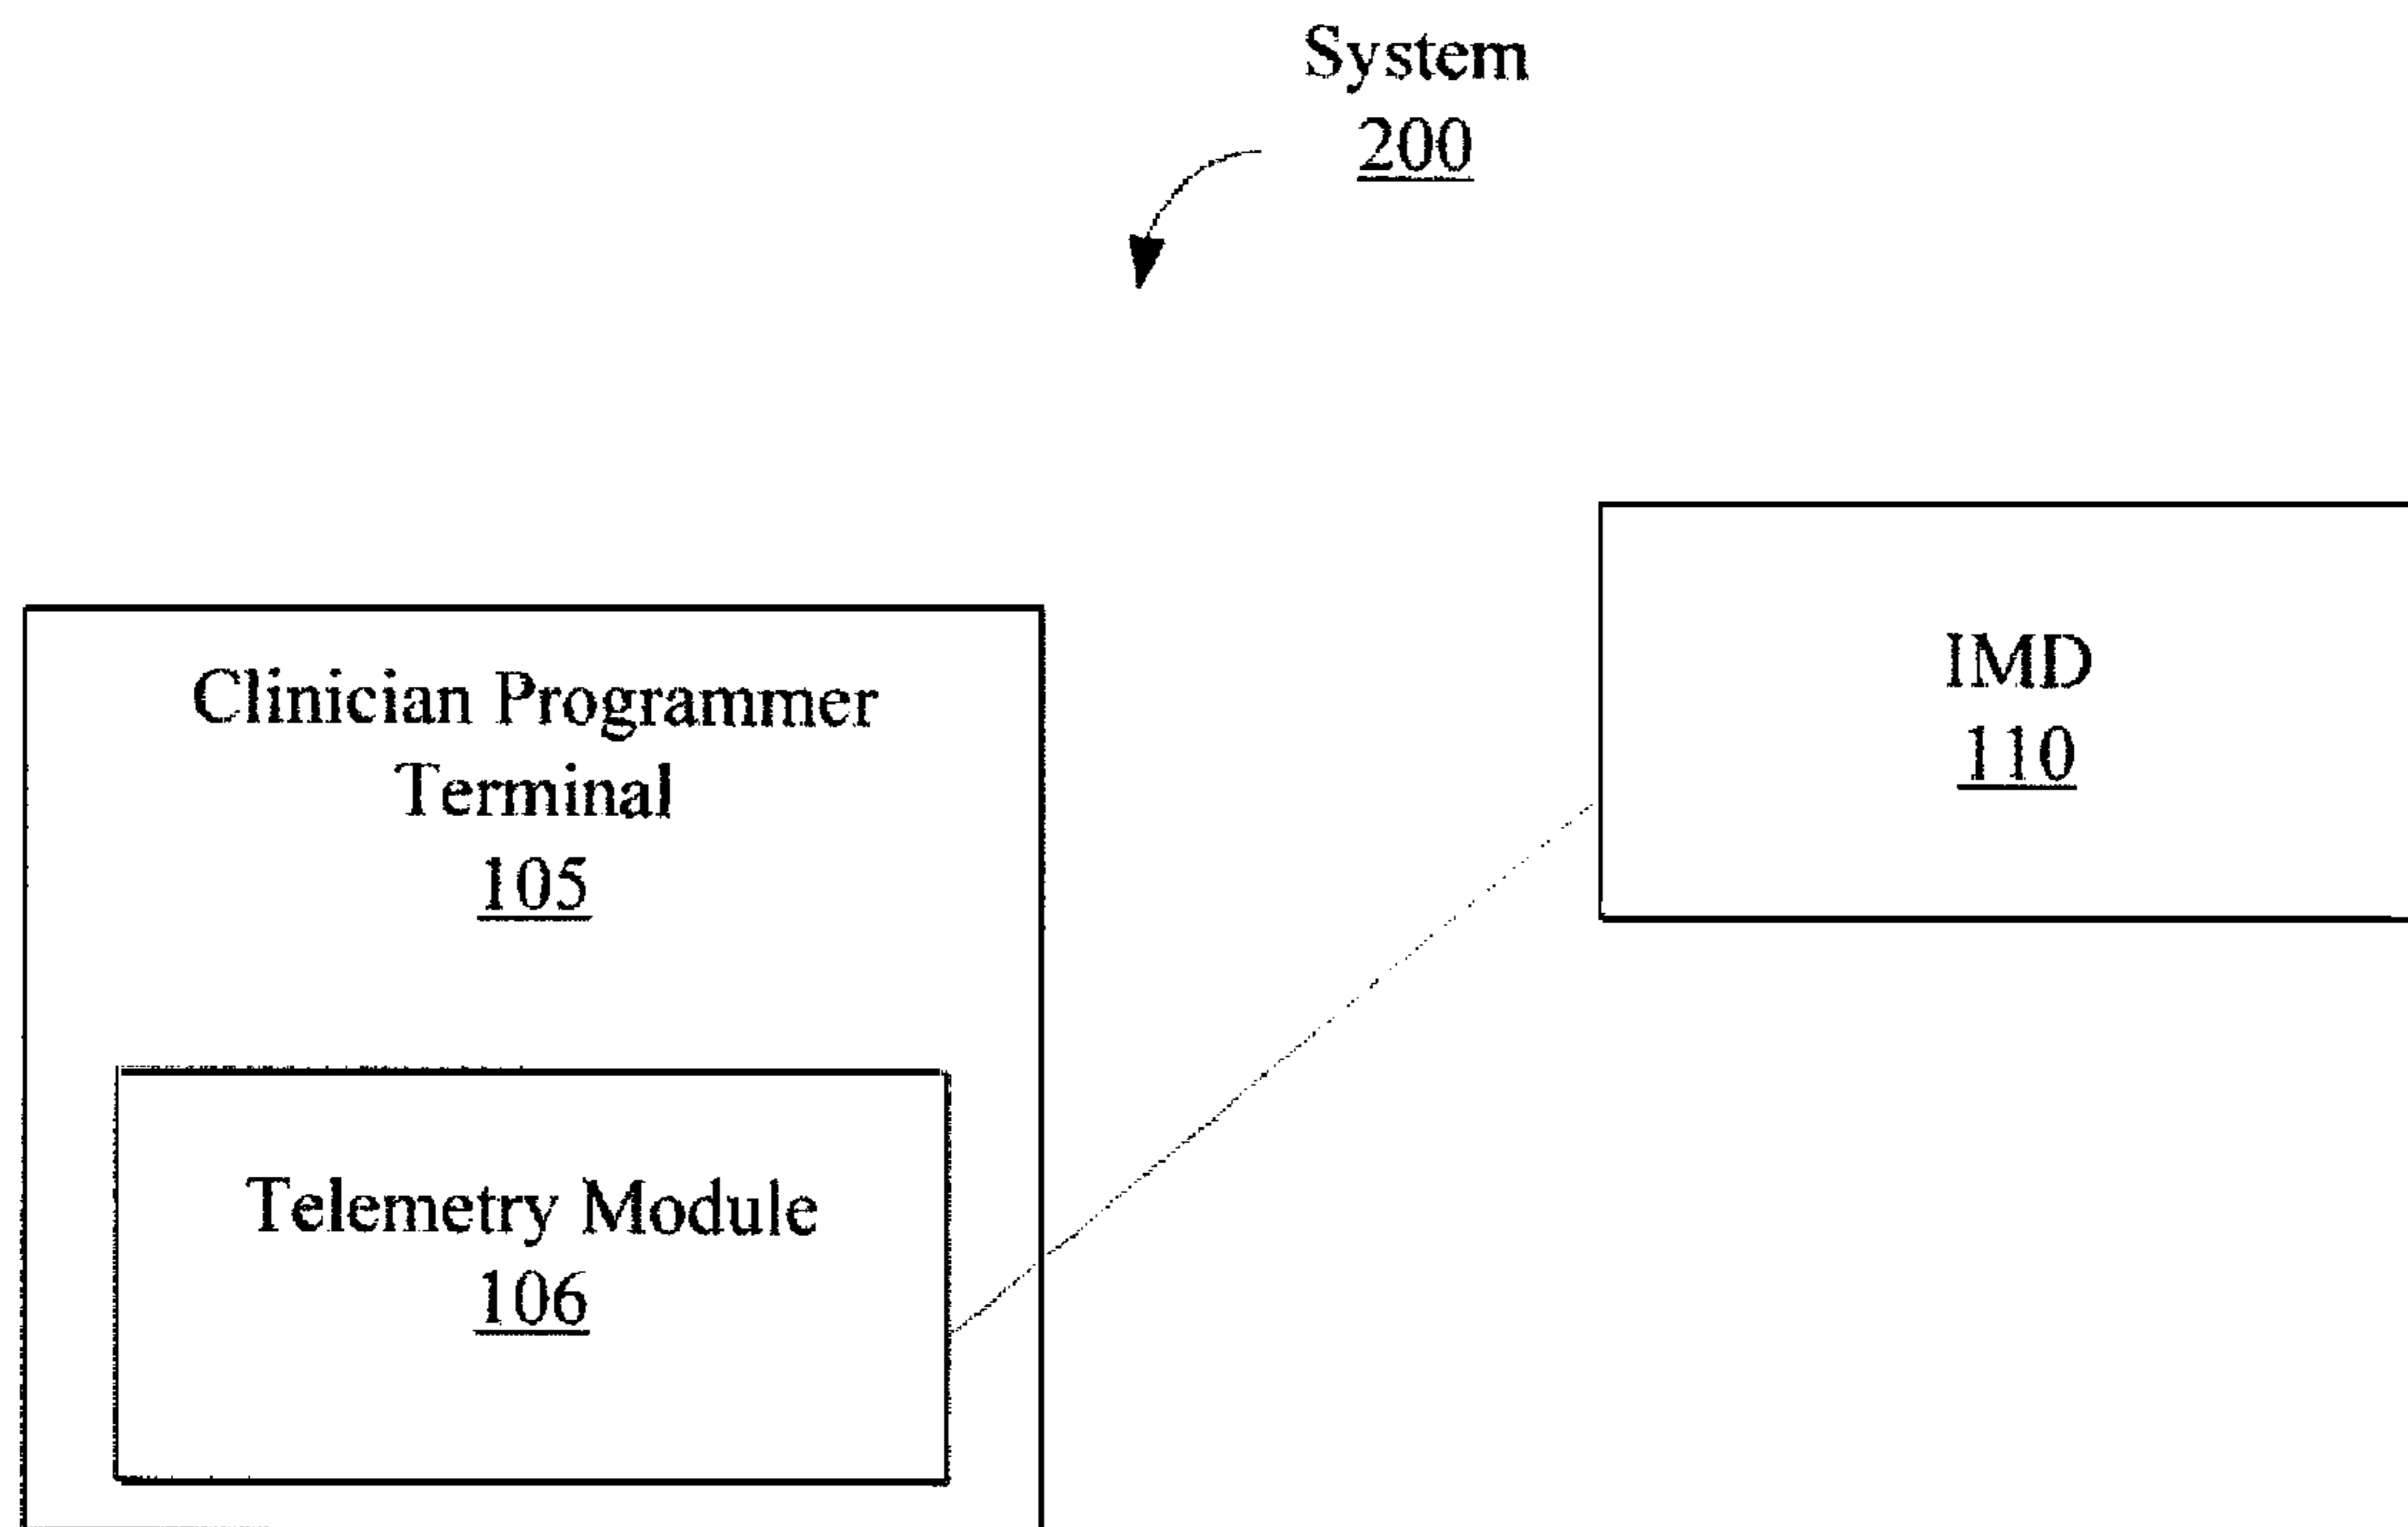 System
200
IMD
110
Clinician Programmer
Terminal
105
Telemetry Module
106